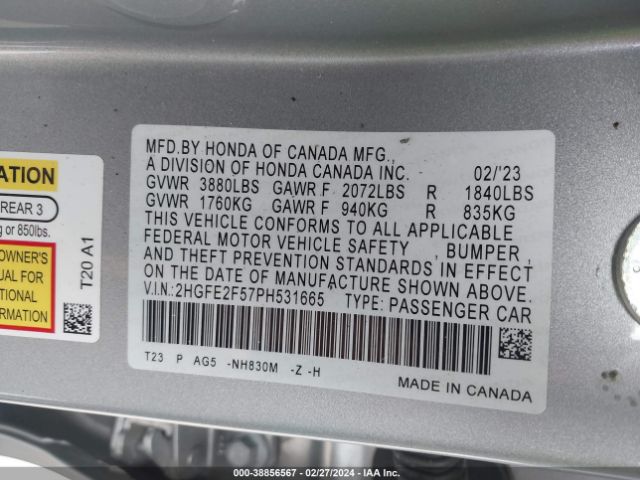 ATION
REAR 3
g or 850lbs.
OWNER'S
UAL FOR
TIONAL
ORMATION
T20 A1
MFD.BY HONDA OF CANADA MFG.,
A DIVISION OF HONDA CANADA INC. 02/'23
GVWR 3880LBS GAWR F 2072LBS R 1840LBS
GVWR 1760KG GAWR F 940KG R 835KG
THIS VEHICLE CONFORMS TO ALL APPLICABLE
FEDERAL MOTOR VEHICLE SAFETY , BUMPER ,
AND THEFT PREVENTION STANDARDS IN EFFECT
ON THE DATE OF MANUFACTURE SHOWN ABOVE.
V.I.N.:2HGFE2F57PH531665 TYPE: PASSENGER CAR
T23 P AG5 -NH830M -Z -H
MADE IN CANADA
000-38856567 — 02/27/2024 — IAA Inc.